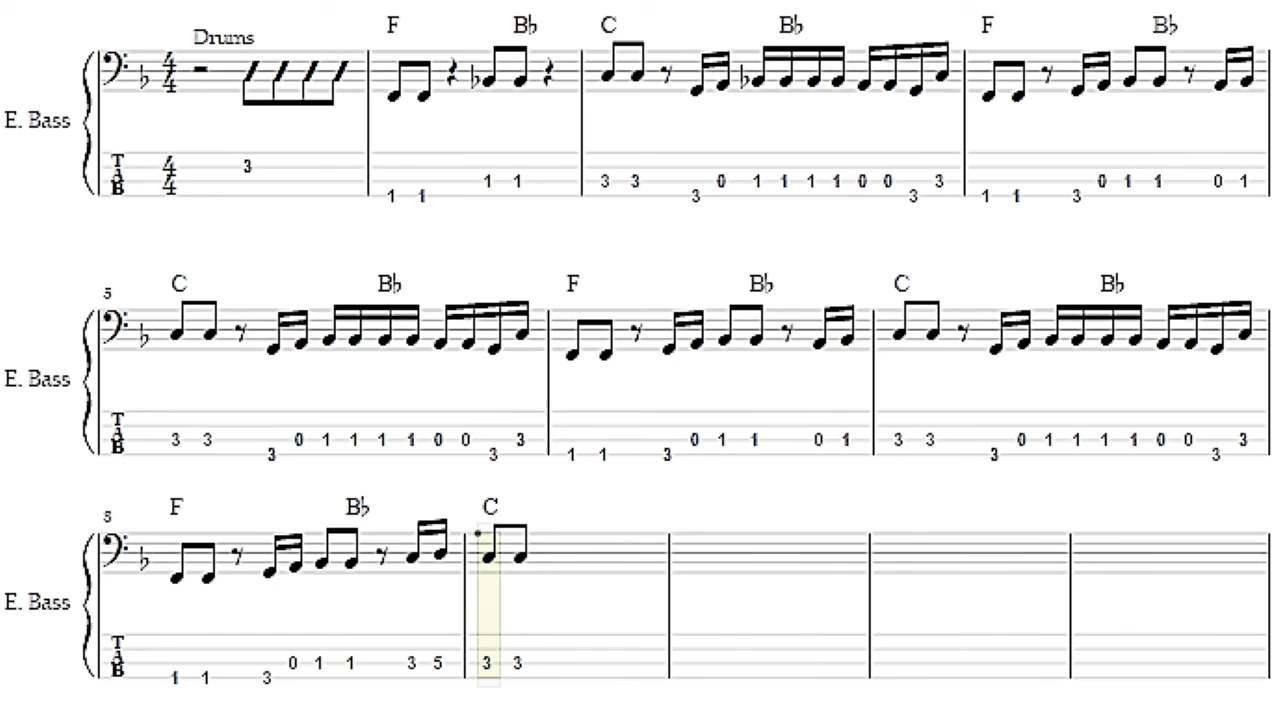 Drums F B♭ C B♭ F B♭
4 4
E. Bass
T A B 4 4
3 1 1 1 1 3 3 3 0 1 1 1 1 0 0 3 3 1 1 3 0 1 1 0 1
C B♭ F B♭ C B♭
5
E. Bass
T A B
3 3 3 0 1 1 1 1 0 0 3 3 1 1 3 0 1 1 0 1 3 3 3 0 1 1 1 1 0 0 3 3
F B♭ C
8
E. Bass
T A B
1 1 3 0 1 1 3 5 3 3